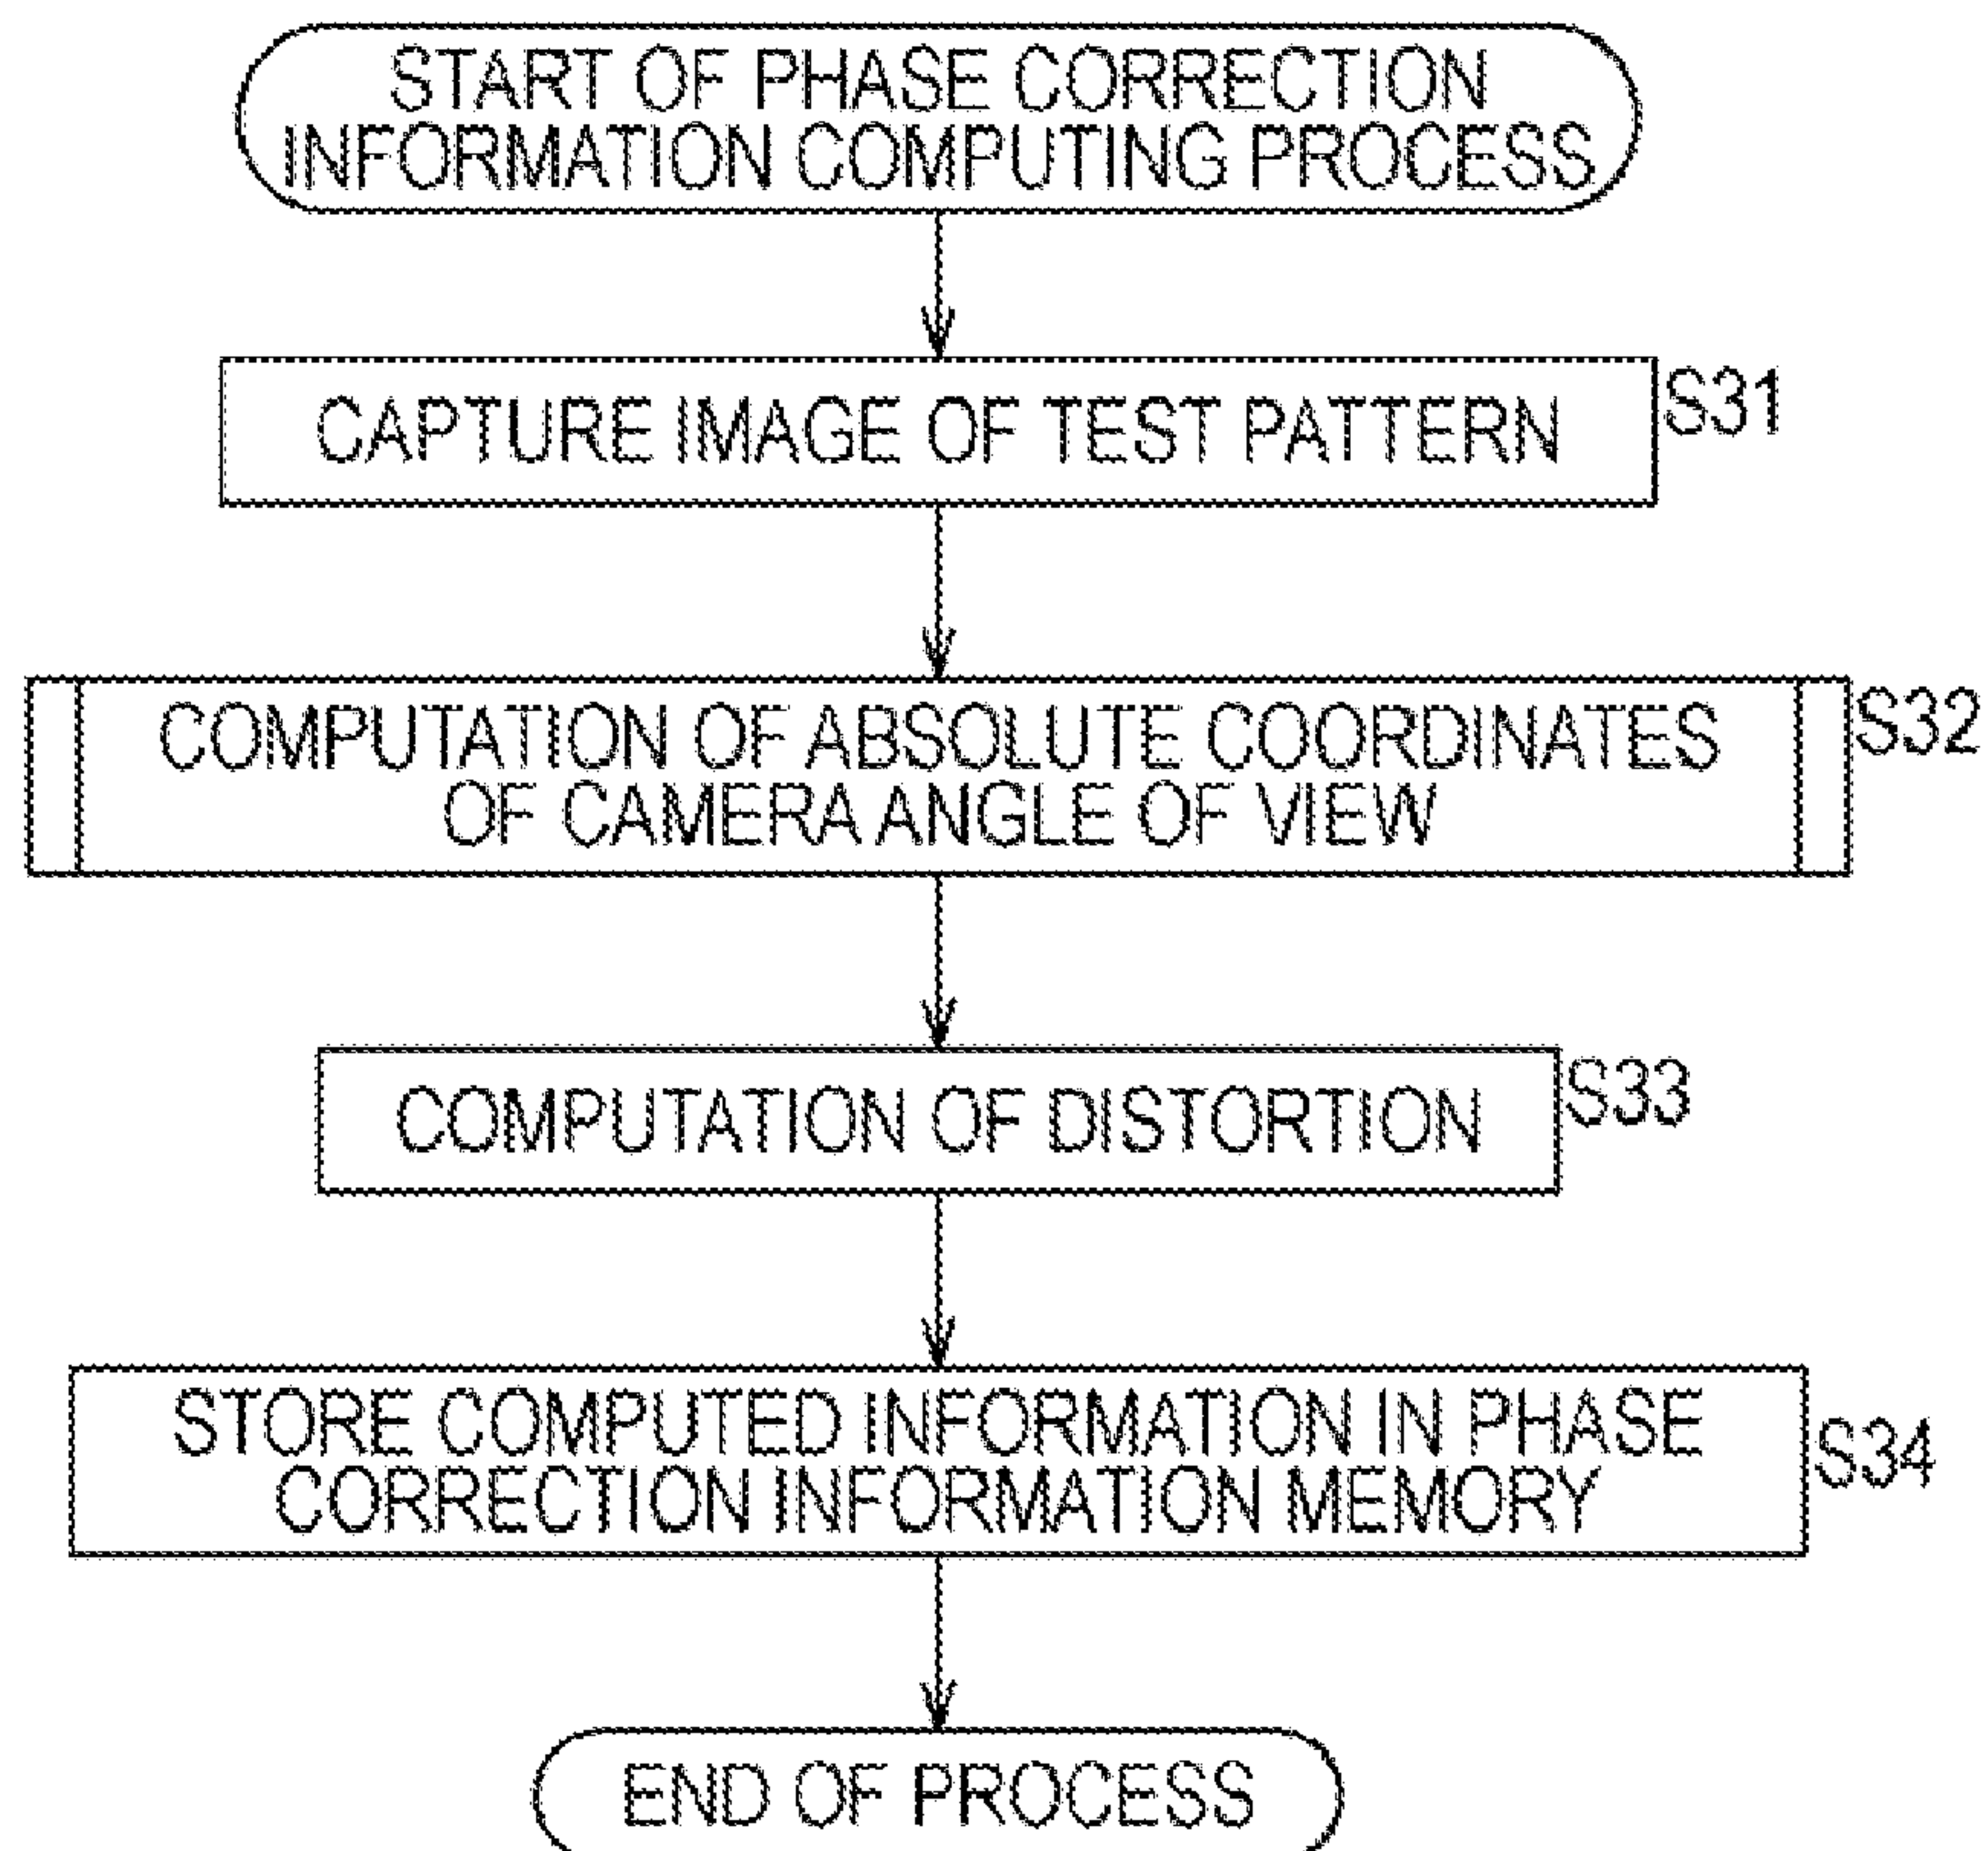 START OF PHASE CORRECTION
INFORMATION COMPUTING PROCESS
CAPTURE IMAGE OF TEST PATTERN
S31
COMPUTATION OF ABSOLUTE COORDINATES
OF CAMERA ANGLE OF VIEW
S32
COMPUTATION OF DISTORTION
S33
STORE COMPUTED INFORMATION IN PHASE
CORRECTION INFORMATION MEMORY
S34
END OF PROCESS